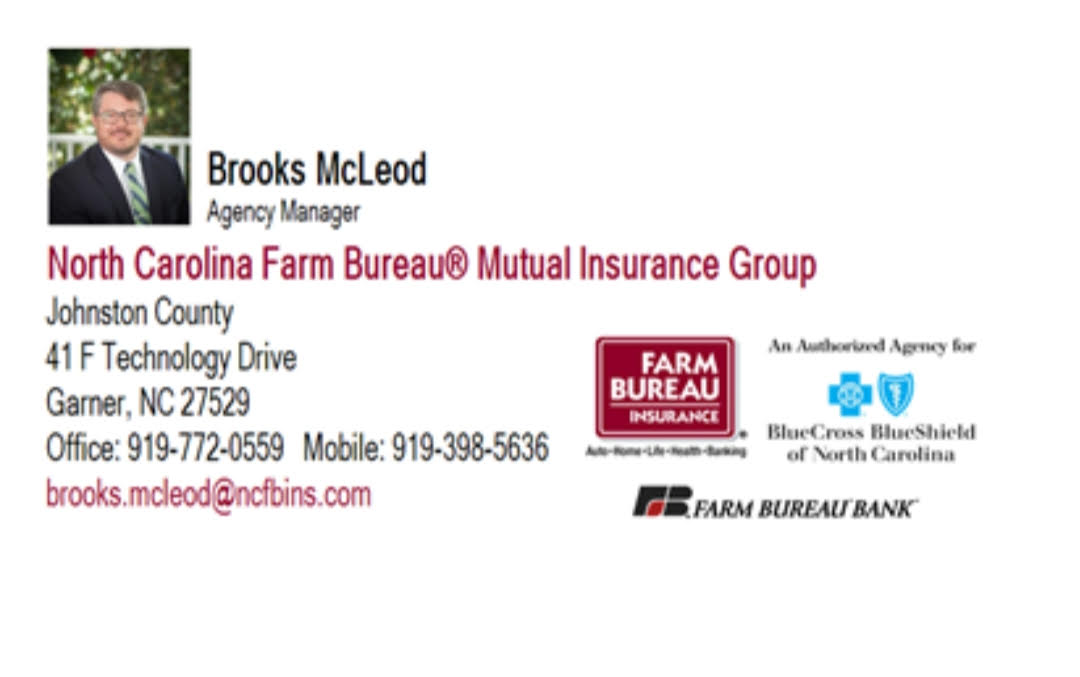 Brooks McLeod
Agency Manager
North Carolina Farm Bureau® Mutual Insurance Group
Johnston County
41 F Technology Drive
Garner, NC 27529
Office: 919-772-0559 Mobile: 919-398-5636
brooks.mcleod@ncfbins.com
FARM
BUREAU
INSURANCE
®
Auto•Home•Life•Health•Banking
An Authorized Agency for
BlueCross BlueShield
of North Carolina
FB FARM BUREAU BANK